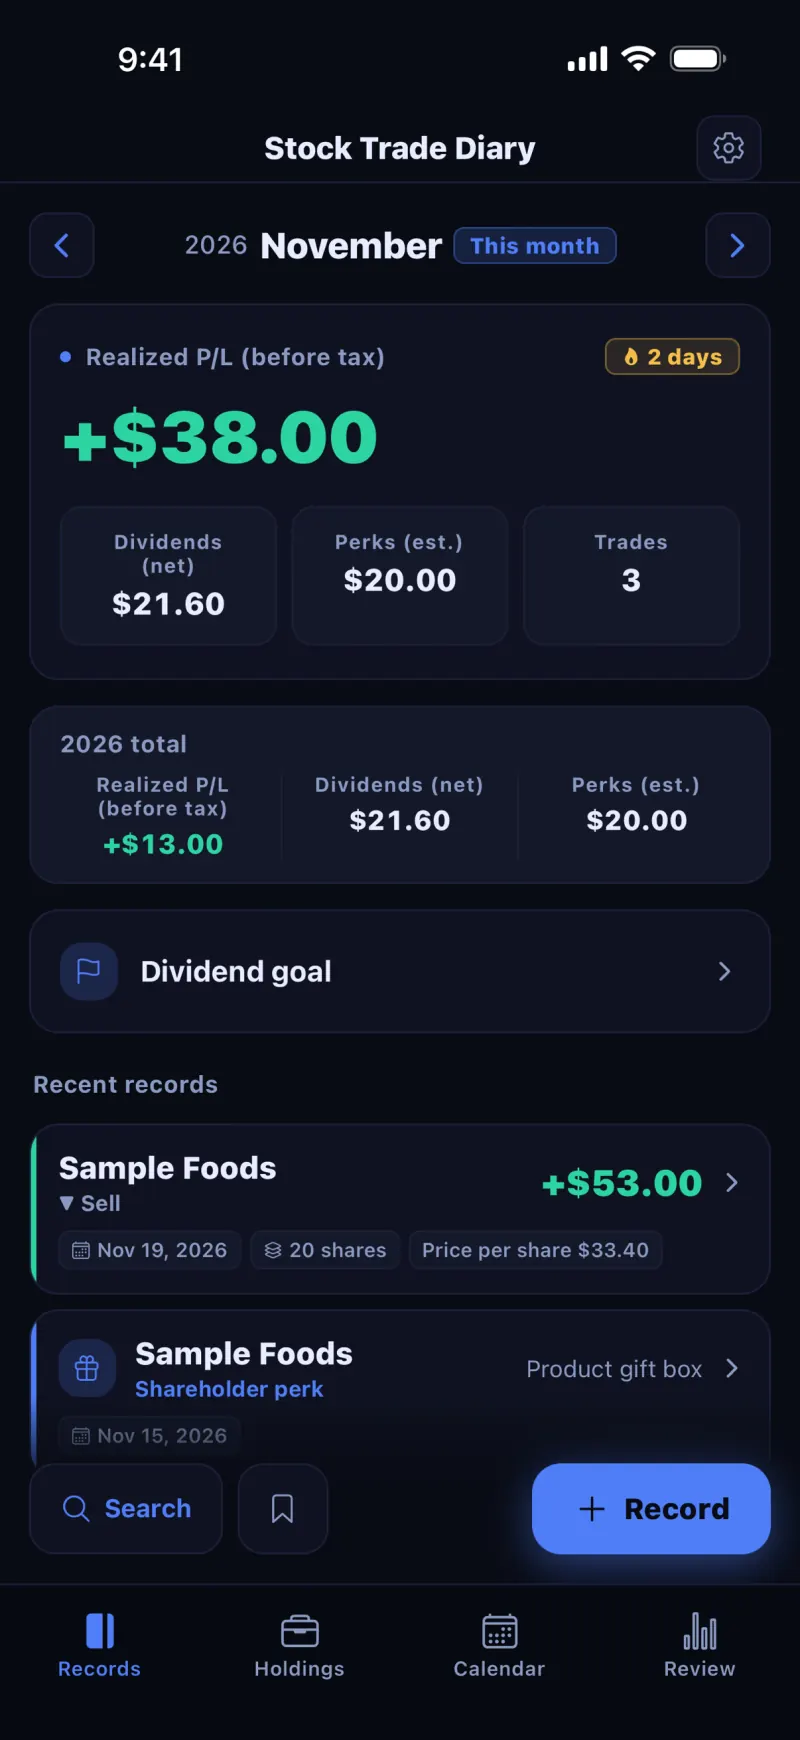 9:41
Stock Trade Diary
2026 November This month
Realized P/L (before tax)
2 days
+$38.00
Dividends
(net)
$21.60
Perks (est.)
$20.00
Trades
3
2026 total
Realized P/L
(before tax)
+$13.00
Dividends (net)
$21.60
Perks (est.)
$20.00
Dividend goal
Recent records
Sample Foods
▼ Sell
+$53.00
Nov 19, 2026
20 shares
Price per share $33.40
Sample Foods
Shareholder perk
Product gift box
Nov 15, 2026
Search
+ Record
Records
Holdings
Calendar
Review